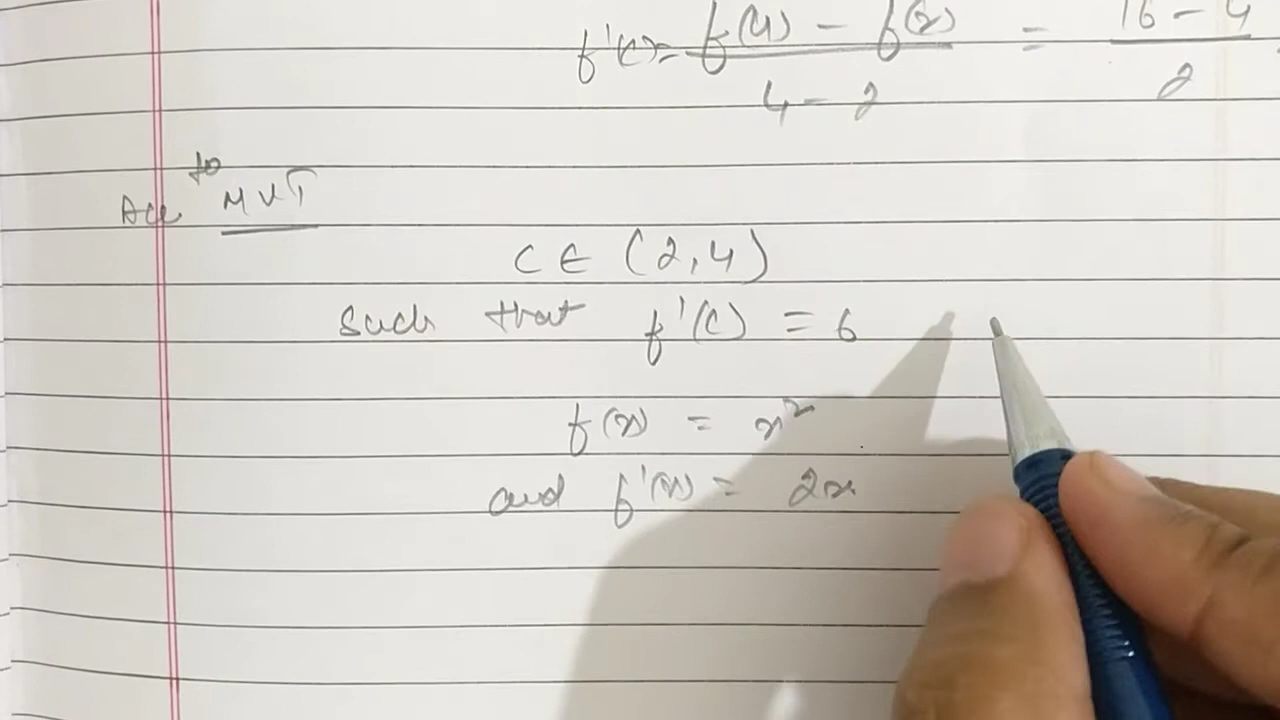 f'(c) = f(4) - f(2) / 4 - 2 = 16 - 4 / 2
Acc to MVT
C ∈ (2,4)
Such that f'(c) = 6
f(x) = x²
and f'(x) = 2x